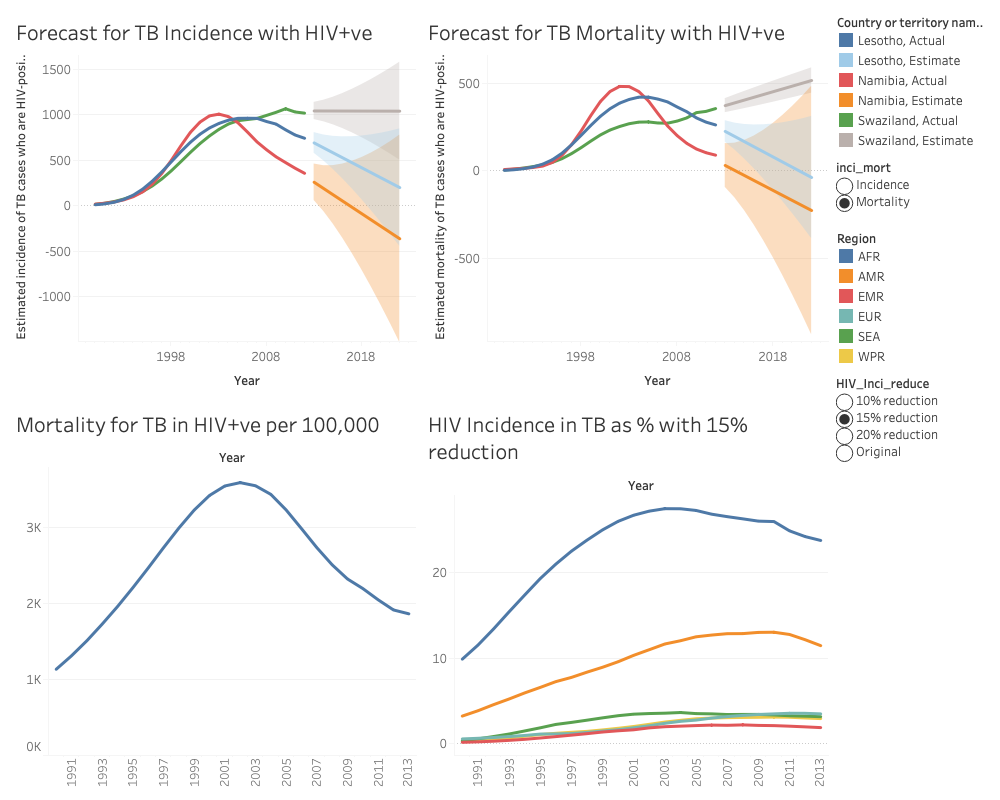 Forecast for TB Incidence with HIV+ve
Estimated incidence of TB cases who are HIV-posi..
1500
1000
500
0
-500
-1000
1998
2008
2018
Year
Forecast for TB Mortality with HIV+ve
Estimated mortality of TB cases who are HIV-posi..
500
0
-500
1998
2008
2018
Year
Country or territory nam..
Lesotho, Actual
Lesotho, Estimate
Namibia, Actual
Namibia, Estimate
Swaziland, Actual
Swaziland, Estimate
inci_mort
Incidence
Mortality
Region
AFR
AMR
EMR
EUR
SEA
WPR
HIV_Inci_reduce
10% reduction
15% reduction
20% reduction
Original
Mortality for TB in HIV+ve per 100,000
Year
3K
2K
1K
0K
1991
1993
1995
1997
1999
2001
2003
2005
2007
2009
2011
2013
HIV Incidence in TB as % with 15%
reduction
Year
20
10
0
1991
1993
1995
1997
1999
2001
2003
2005
2007
2009
2011
2013